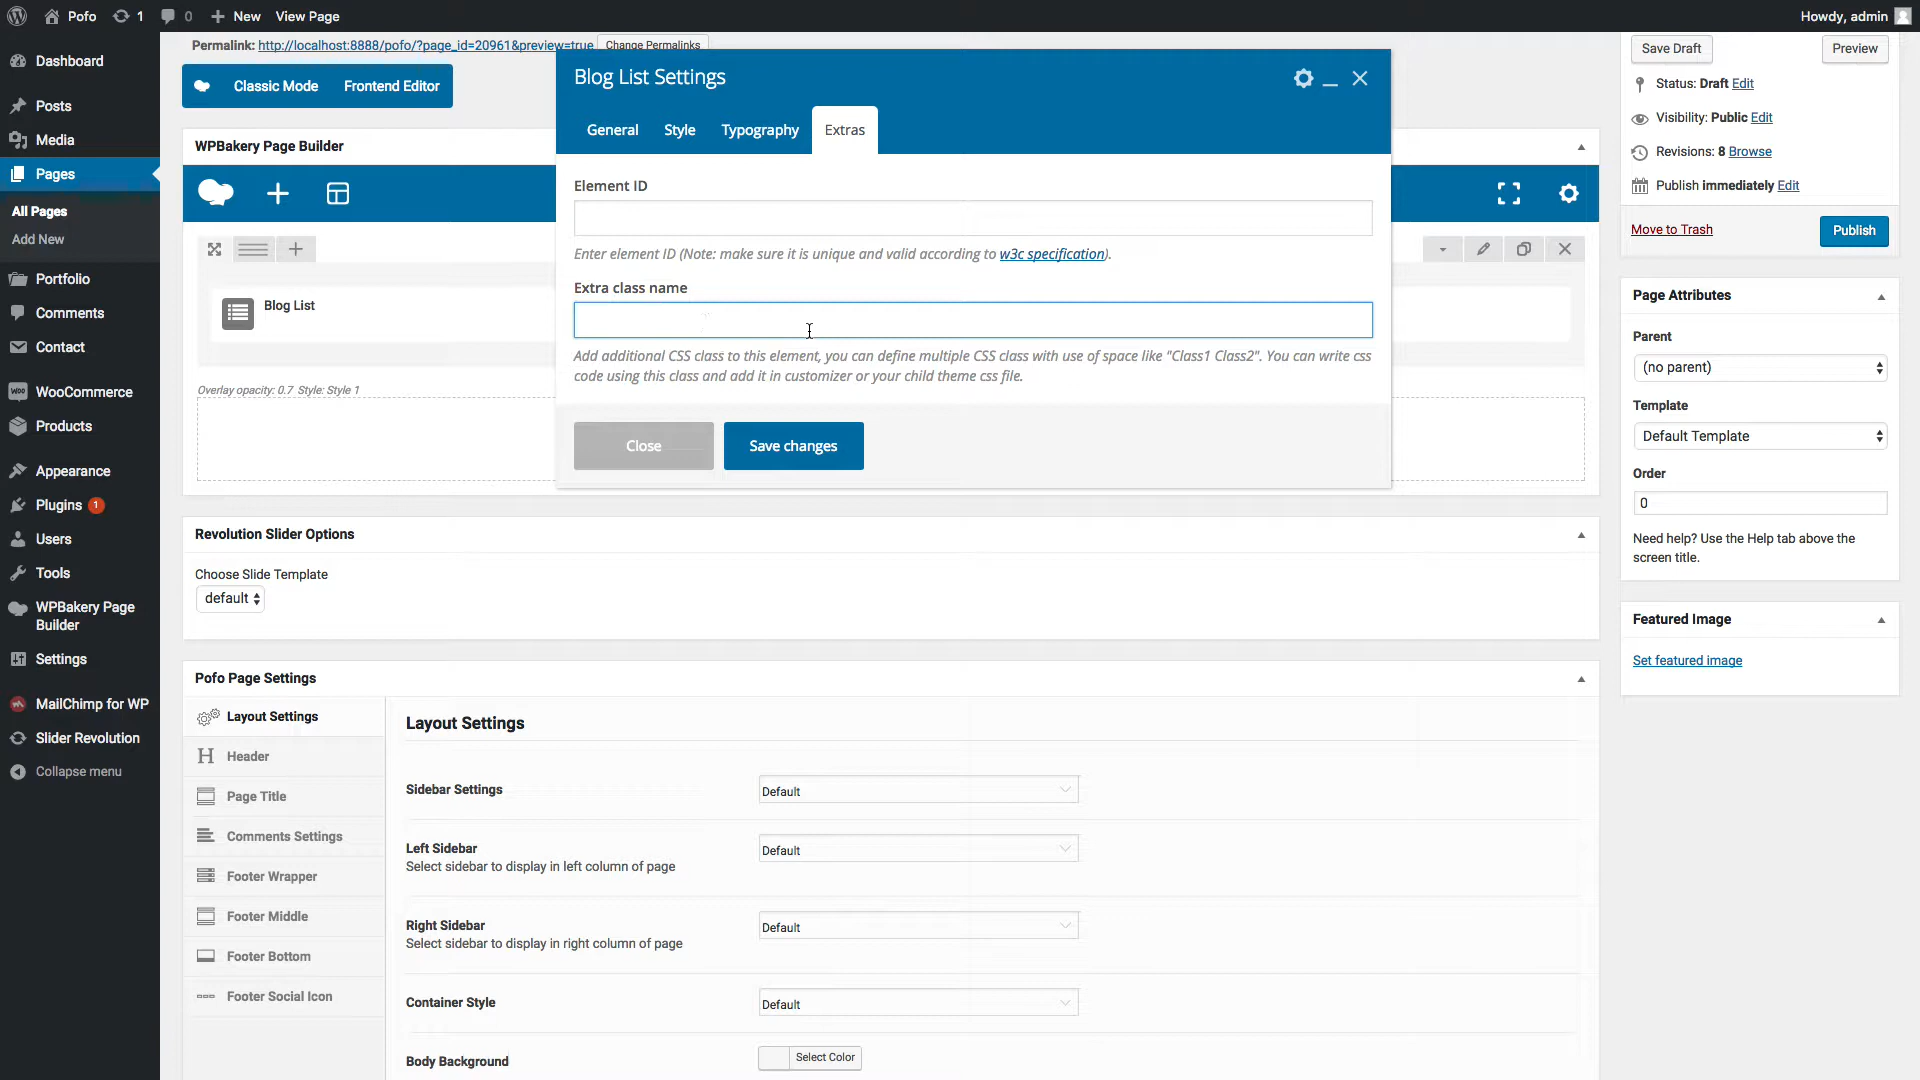 Pofo
1
0
New
View Page
Howdy, admin
Dashboard
Posts
Media
Pages
All Pages
Add New
Portfolio
Comments
Contact
WooCommerce
Products
Appearance
Plugins 1
Users
Tools
WPBakery Page
Builder
Settings
MailChimp for WP
Slider Revolution
Collapse menu
Permalink: http://localhost:8888/pofo/?page_id=20961&preview=true
Change Permalinks
Classic Mode
Frontend Editor
WPBakery Page Builder
Blog List
Overlay opacity: 0.7 Style: Style 1
Blog List Settings
General
Style
Typography
Extras
Element ID
Enter element ID (Note: make sure it is unique and valid according to w3c specification).
Extra class name
Add additional CSS class to this element, you can define multiple CSS class with use of space like "Class1 Class2". You can write css
code using this class and add it in customizer or your child theme css file.
Close
Save changes
Revolution Slider Options
Choose Slide Template
default
Pofo Page Settings
Layout Settings
Header
Page Title
Comments Settings
Footer Wrapper
Footer Middle
Footer Bottom
Footer Social Icon
Layout Settings
Sidebar Settings
Default
Left Sidebar
Select sidebar to display in left column of page
Default
Right Sidebar
Select sidebar to display in right column of page
Default
Container Style
Default
Body Background
Select Color
Save Draft
Preview
Status: Draft Edit
Visibility: Public Edit
Revisions: 8 Browse
Publish immediately Edit
Move to Trash
Publish
Page Attributes
Parent
(no parent)
Template
Default Template
Order
0
Need help? Use the Help tab above the
screen title.
Featured Image
Set featured image